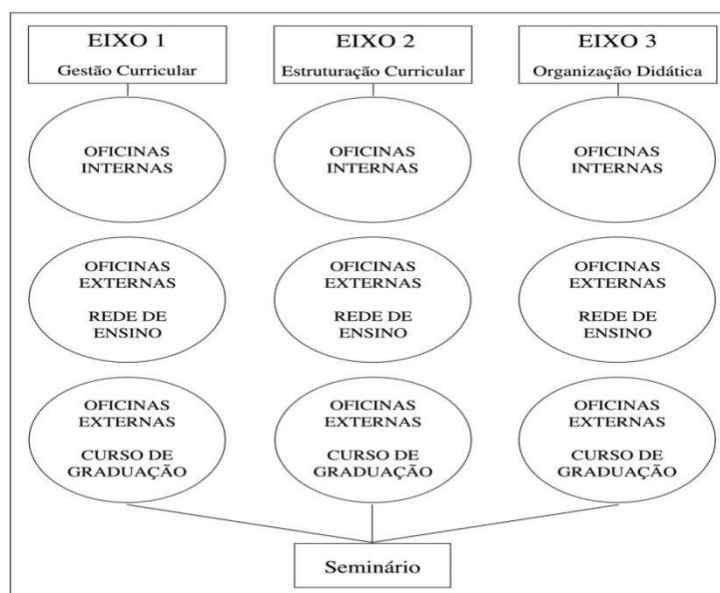 EIXO 1
Gestão Curricular
EIXO 2
Estruturação Curricular
EIXO 3
Organização Didática
OFICINAS
INTERNAS
OFICINAS
INTERNAS
OFICINAS
INTERNAS
OFICINAS
EXTERNAS
REDE DE
ENSINO
OFICINAS
EXTERNAS
REDE DE
ENSINO
OFICINAS
EXTERNAS
REDE DE
ENSINO
OFICINAS
EXTERNAS
CURSO DE
GRADUAÇÃO
OFICINAS
EXTERNAS
CURSO DE
GRADUAÇÃO
OFICINAS
EXTERNAS
CURSO DE
GRADUAÇÃO
Seminário